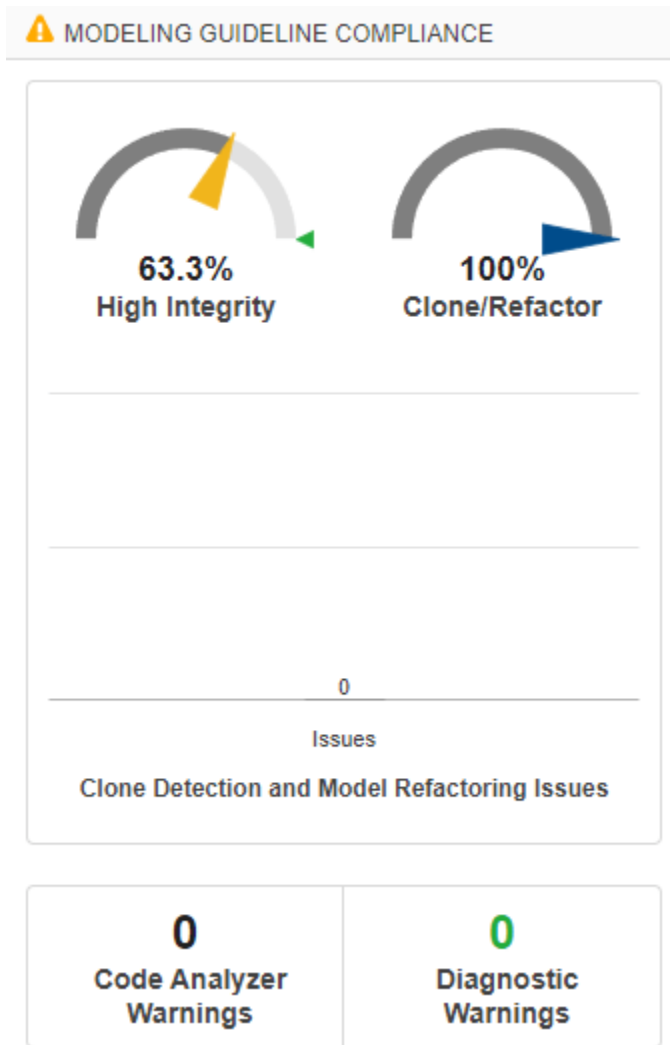 MODELING GUIDELINE COMPLIANCE
63.3%
High Integrity
100%
Clone/Refactor
0
Issues
Clone Detection and Model Refactoring Issues
0
Code Analyzer
Warnings
0
Diagnostic
Warnings